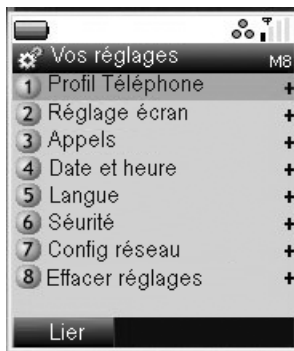 Vos réglages M8
1 Profil Téléphone +
2 Réglage écran +
3 Appels +
4 Date et heure +
5 Langue +
6 Séurité +
7 Config réseau +
8 Effacer réglages +
Lier